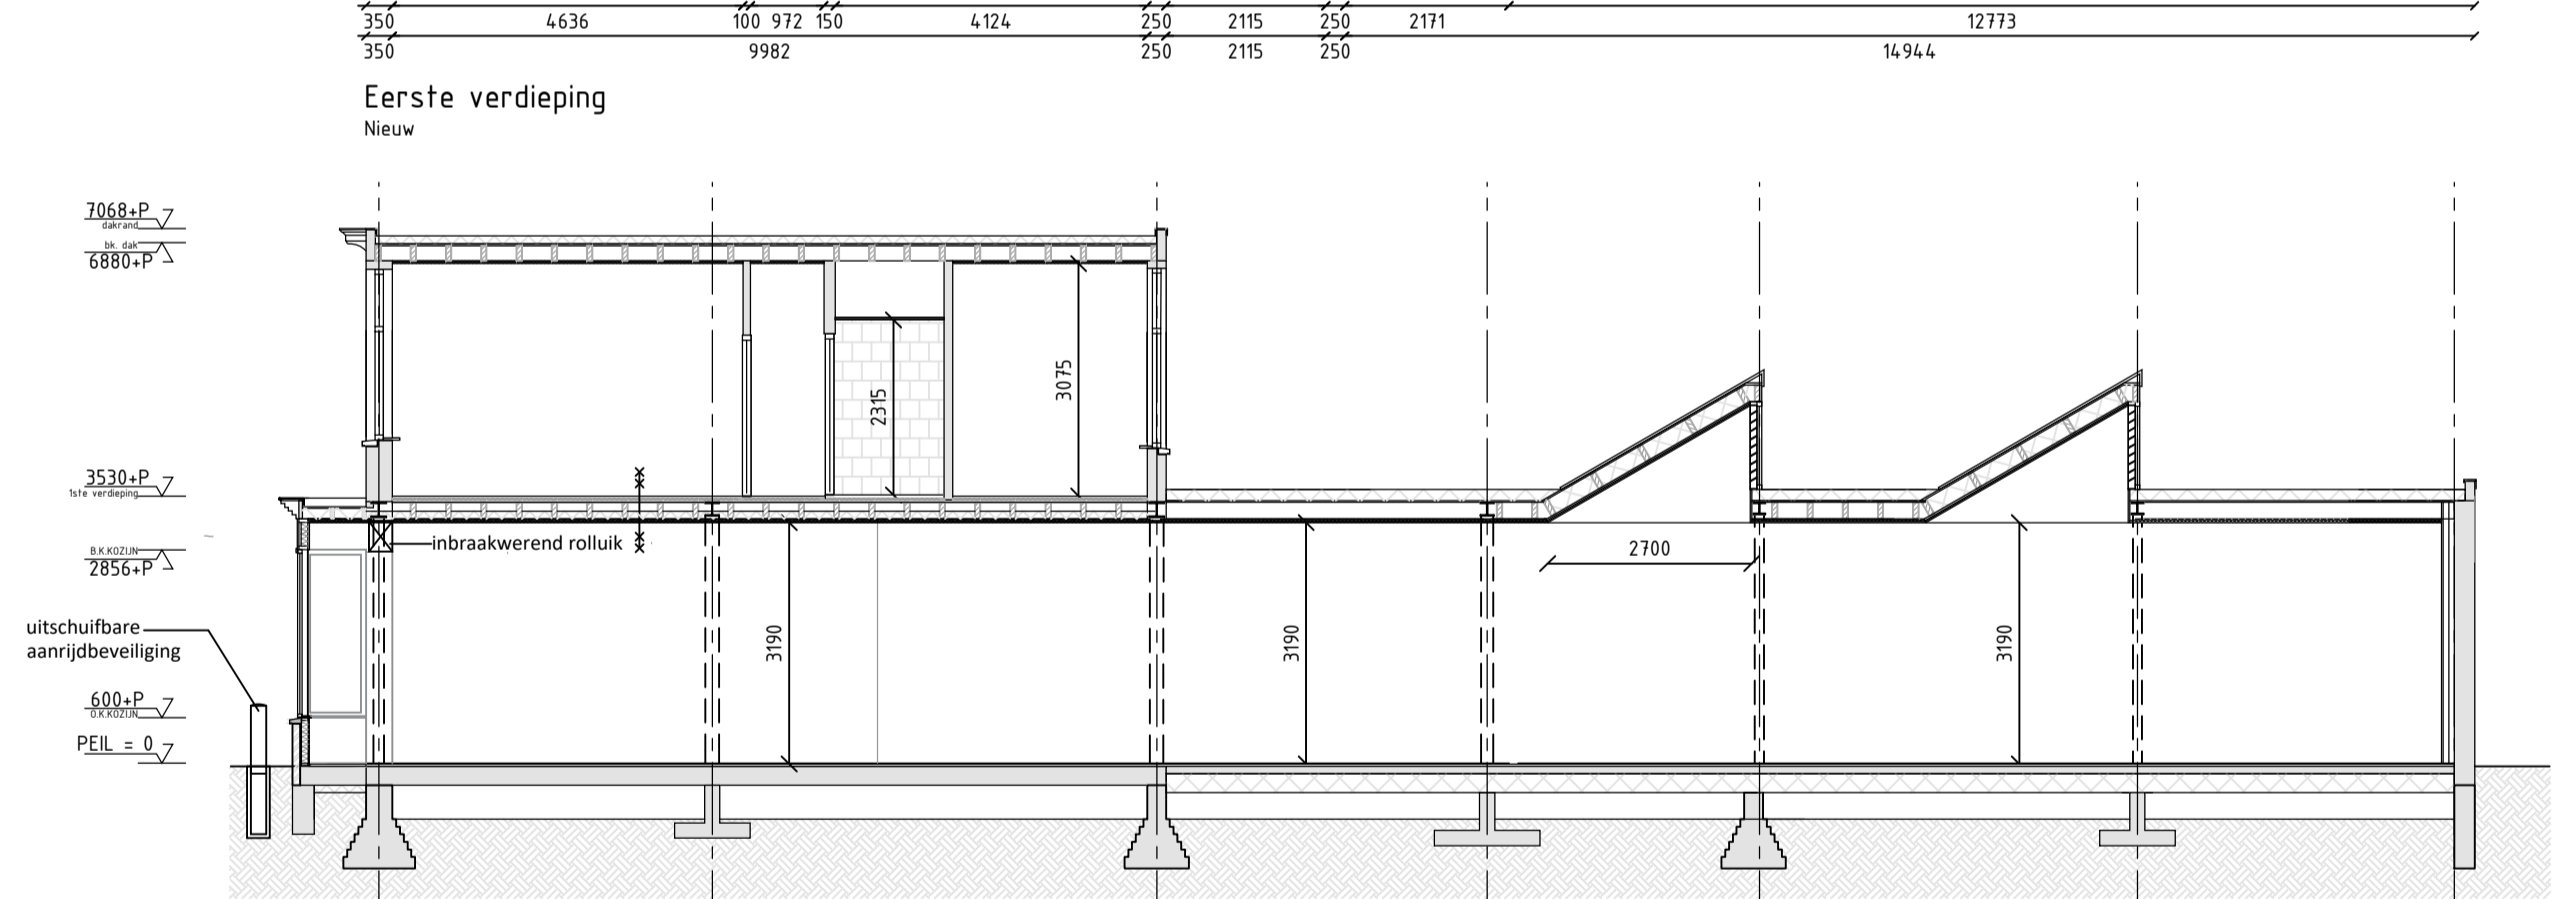 350 4636 100 972 150 4124 250 2115 250 2171 12773
350 9982 250 2115 250 14944
Eerste verdieping
Nieuw
7068+P
dakrand
bk. dak
6880+P
2315
3075
3530+P
1ste verdieping
inbraakwerend rolluik
B.K.KOZIJN
2856+P
2700
uitschuifbare
aanrijdbeveiliging
3190
3190
3190
600+P
O.K.KOZIJN
PEIL = 0